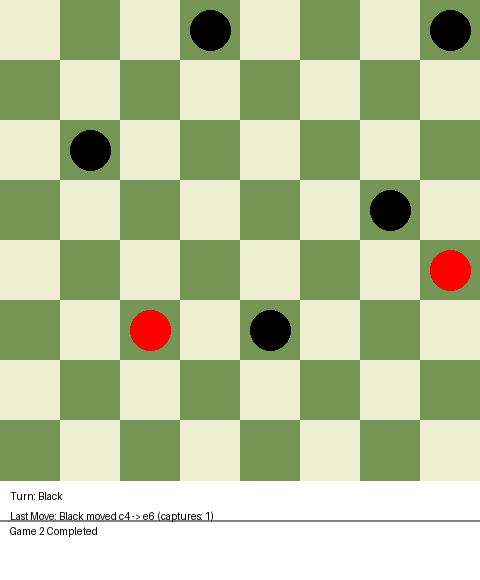 Turn: Black
Last Move: Black moved c4 -> e6 (captures: 1)
Game 2 Completed